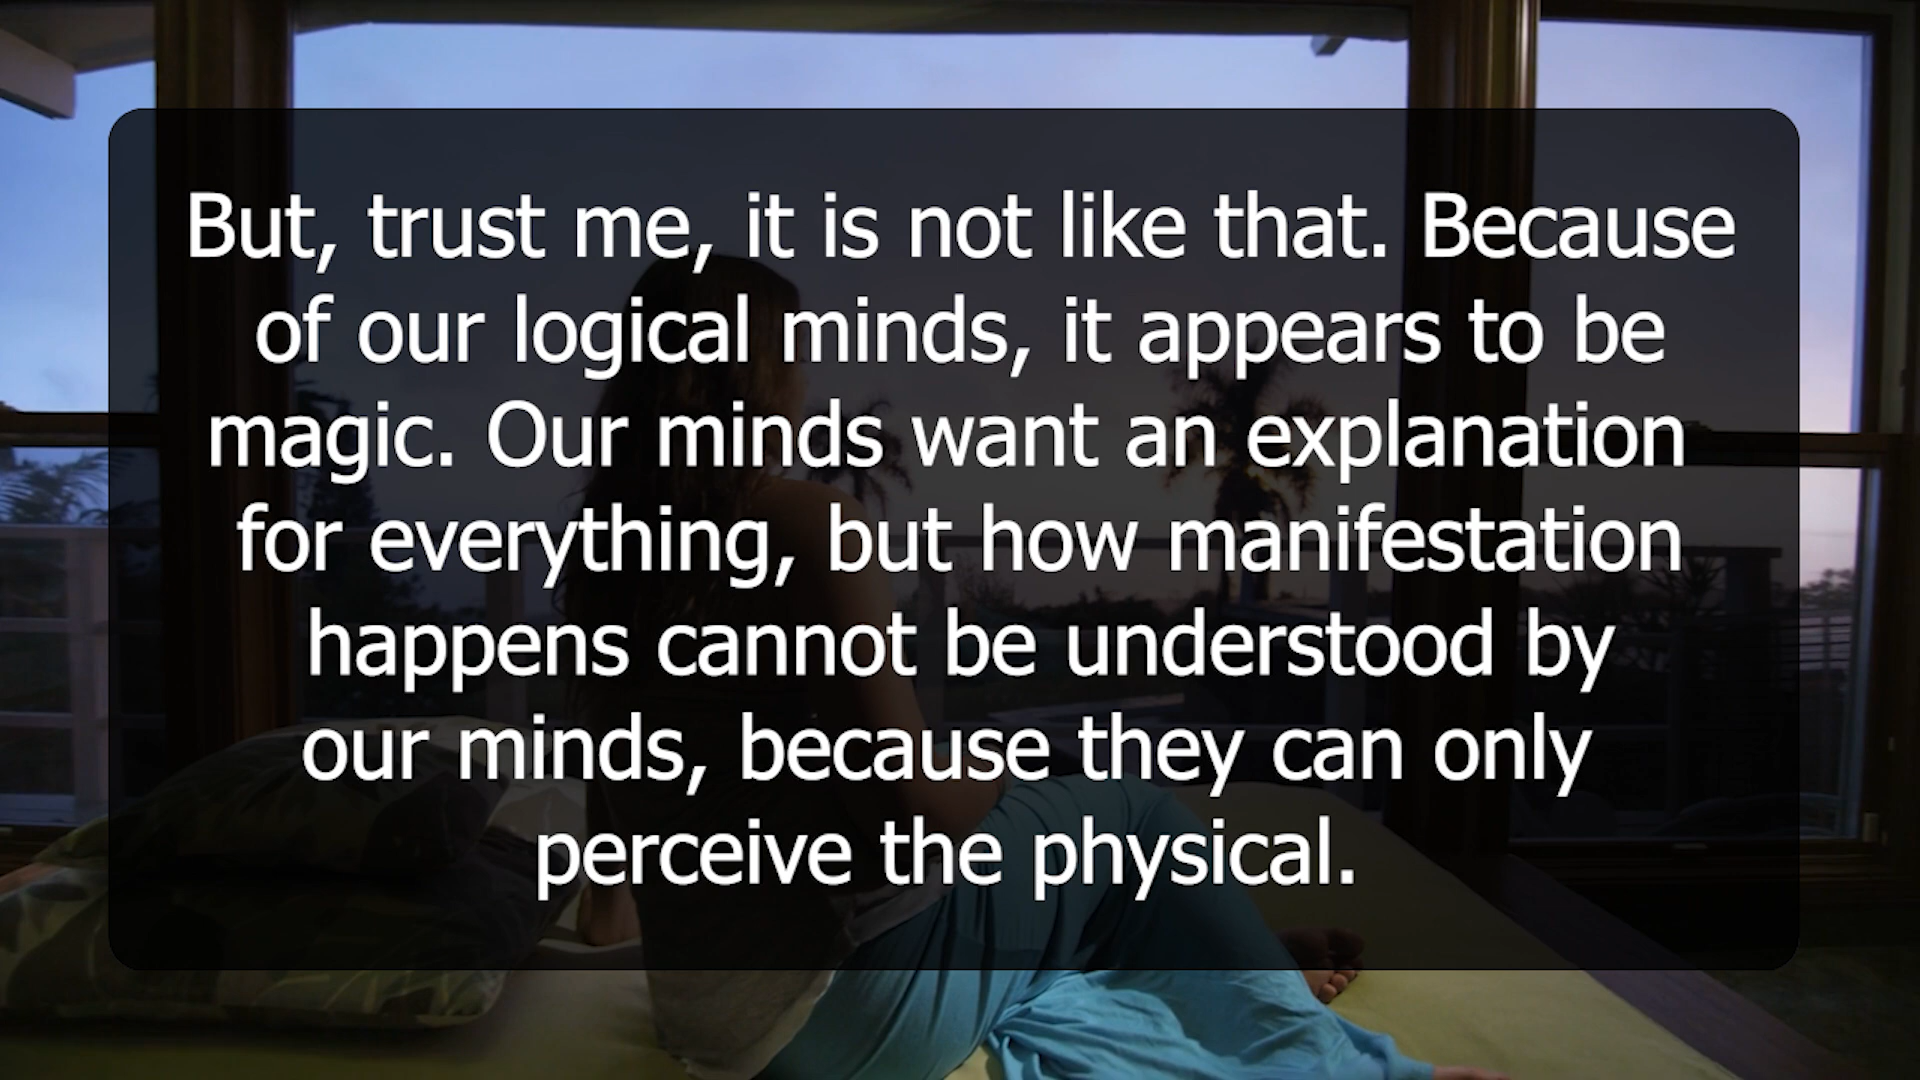 But, trust me, it is not like that. Because
of our logical minds, it appears to be
magic. Our minds want an explanation
for everything, but how manifestation
happens cannot be understood by
our minds, because they can only
perceive the physical.